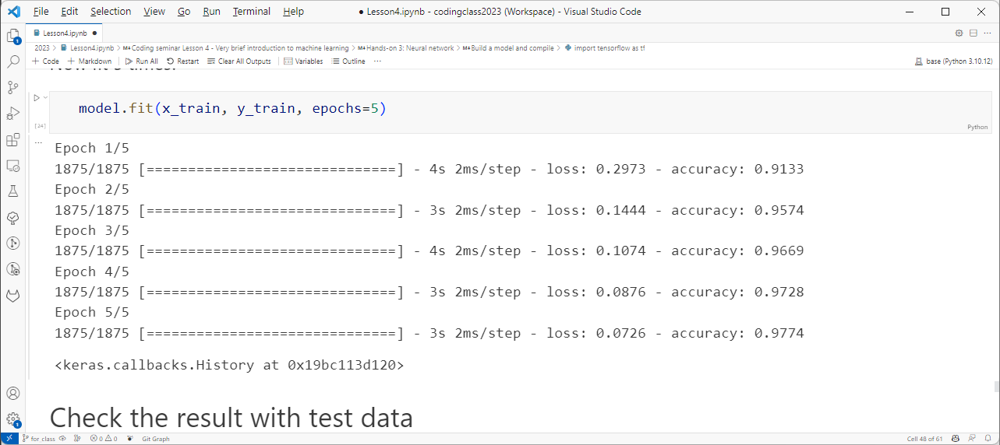 File Edit Selection View Go Run Terminal Help ● Lesson4.ipynb - codingclass2023 (Workspace) - Visual Studio Code
Lesson4.ipynb ●
2023 > Lesson4.ipynb > M↓Coding seminar Lesson 4 - Very brief introduction to machine learning > M↓Hands-on 3: Neural network > M↓Build a model and compile > import tensorflow as tf
+ Code + Markdown | Run All Restart Clear All Outputs | Variables Outline ··· base (Python 3.10.12)
model.fit(x_train, y_train, epochs=5)
[24]
Python
··· Epoch 1/5
1875/1875 [==============================] - 4s 2ms/step - loss: 0.2973 - accuracy: 0.9133
Epoch 2/5
1875/1875 [==============================] - 3s 2ms/step - loss: 0.1444 - accuracy: 0.9574
Epoch 3/5
1875/1875 [==============================] - 4s 2ms/step - loss: 0.1074 - accuracy: 0.9669
Epoch 4/5
1875/1875 [==============================] - 3s 2ms/step - loss: 0.0876 - accuracy: 0.9728
Epoch 5/5
1875/1875 [==============================] - 3s 2ms/step - loss: 0.0726 - accuracy: 0.9774
<keras.callbacks.History at 0x19bc113d120>
Check the result with test data
1
1
for_class 0 0 Git Graph Cell 48 of 61